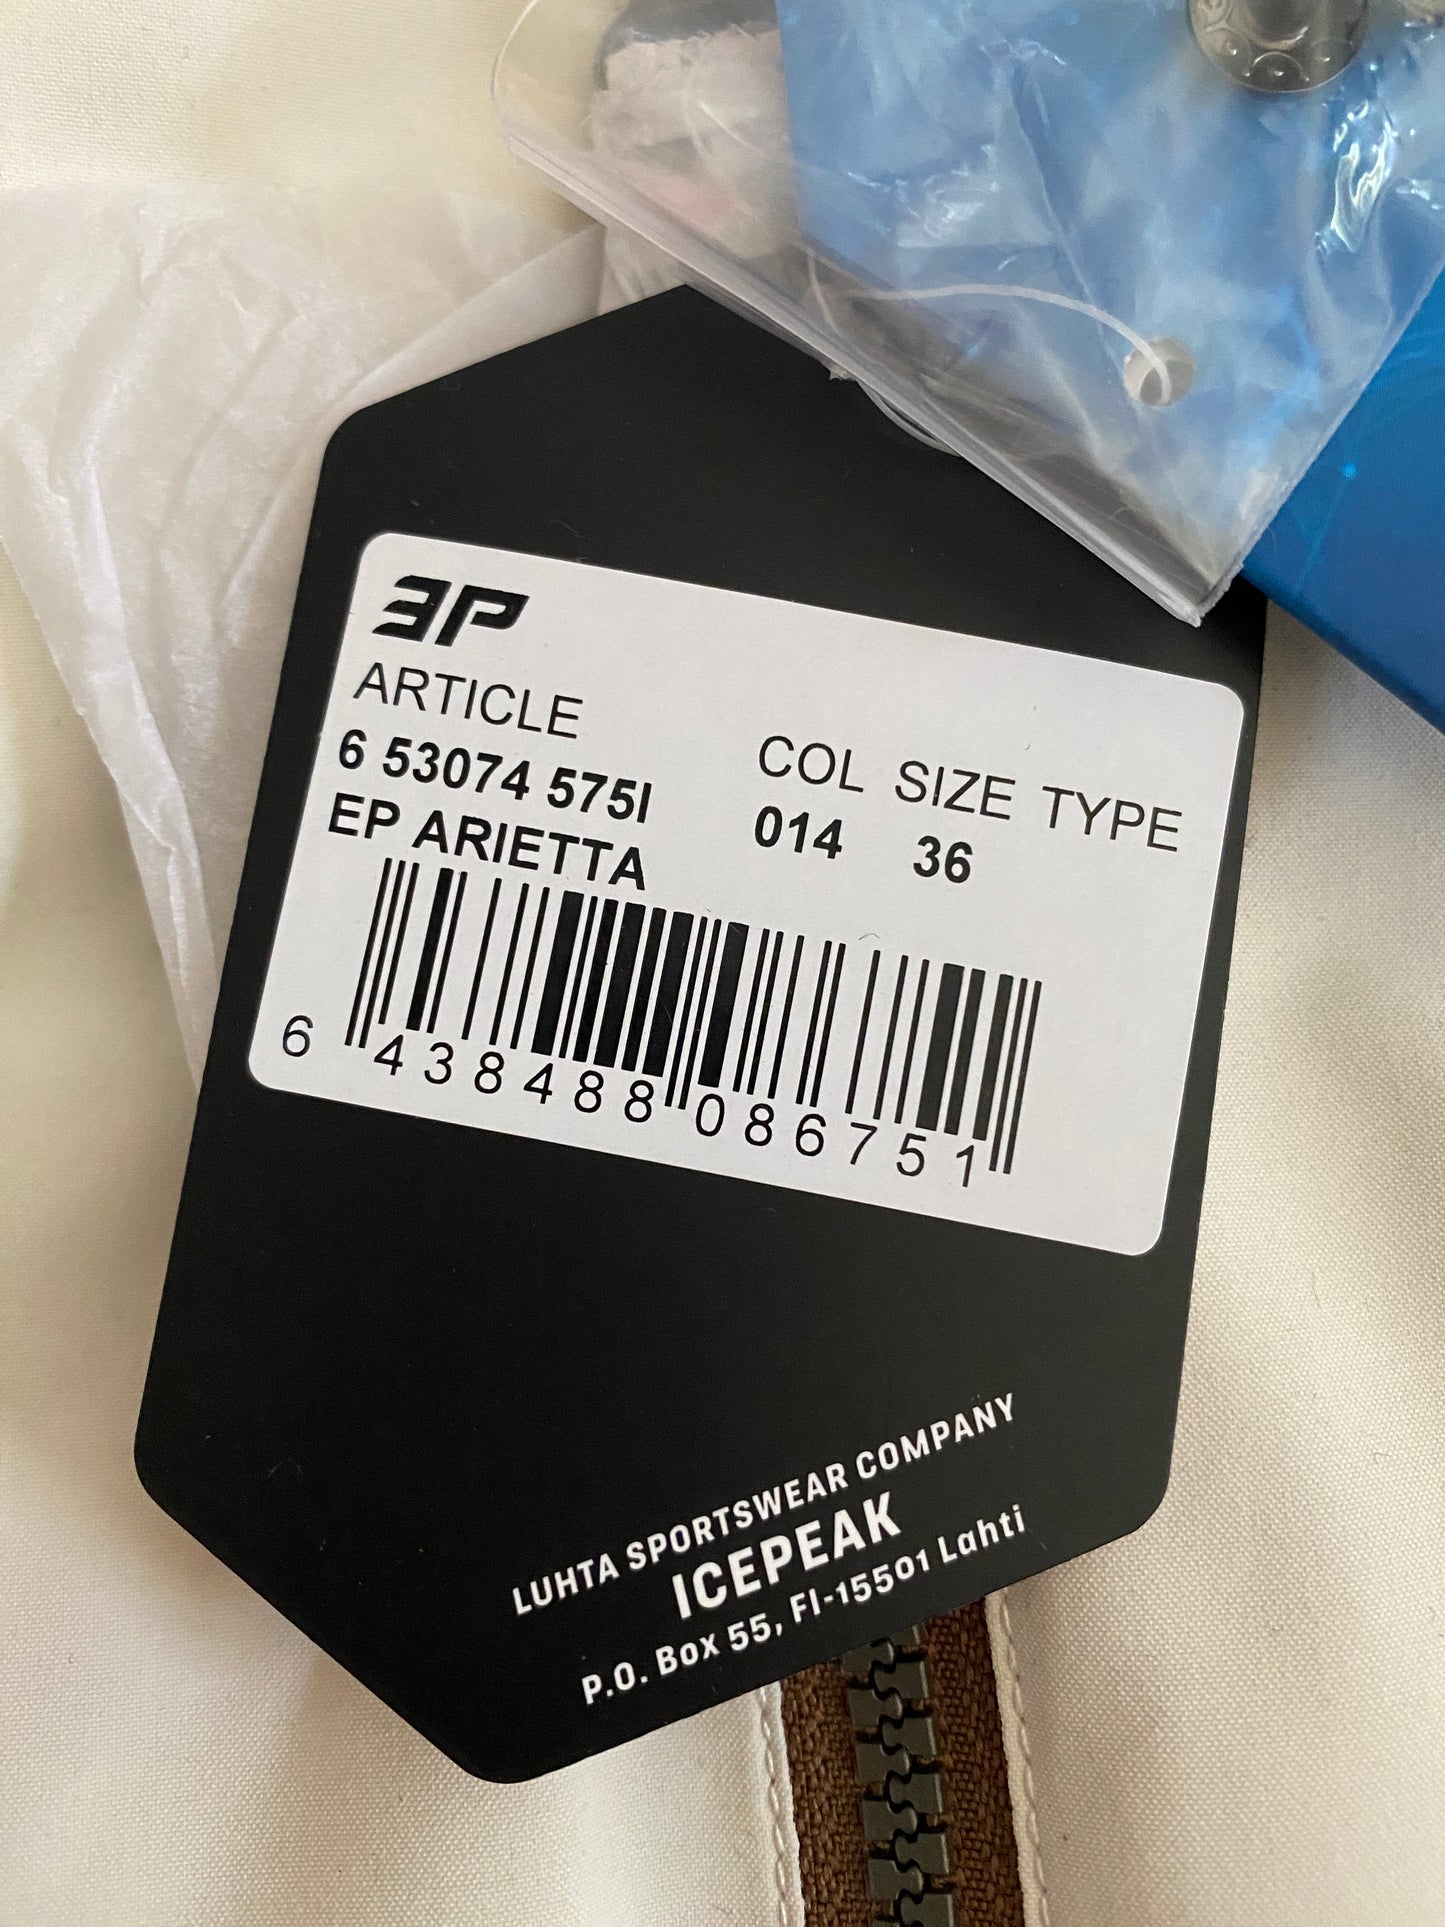 EP
ARTICLE COL SIZE TYPE
6 53074 575I 014 36
EP ARIETTA
6 438488 086751
LUHTA SPORTSWEAR COMPANY
ICEPEAK
P.O. Box 55, FI-15501 Lahti